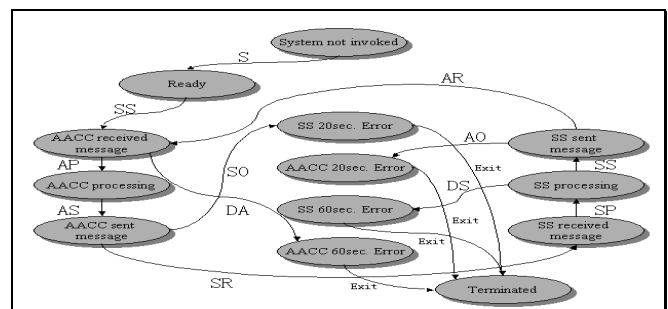 System not invoked
S
Ready
AR
SS
SS 20sec. Error
AACC received
message
AO
SS sent
message
AP
SO
AACC 20sec. Error
Exit
SS
AACC processing
DS
SS processing
AS
DA
SS 60sec. Error
Exit
SP
AACC sent
message
SS received
message
Exit
AACC 60sec. Error
SR
Exit
Terminated